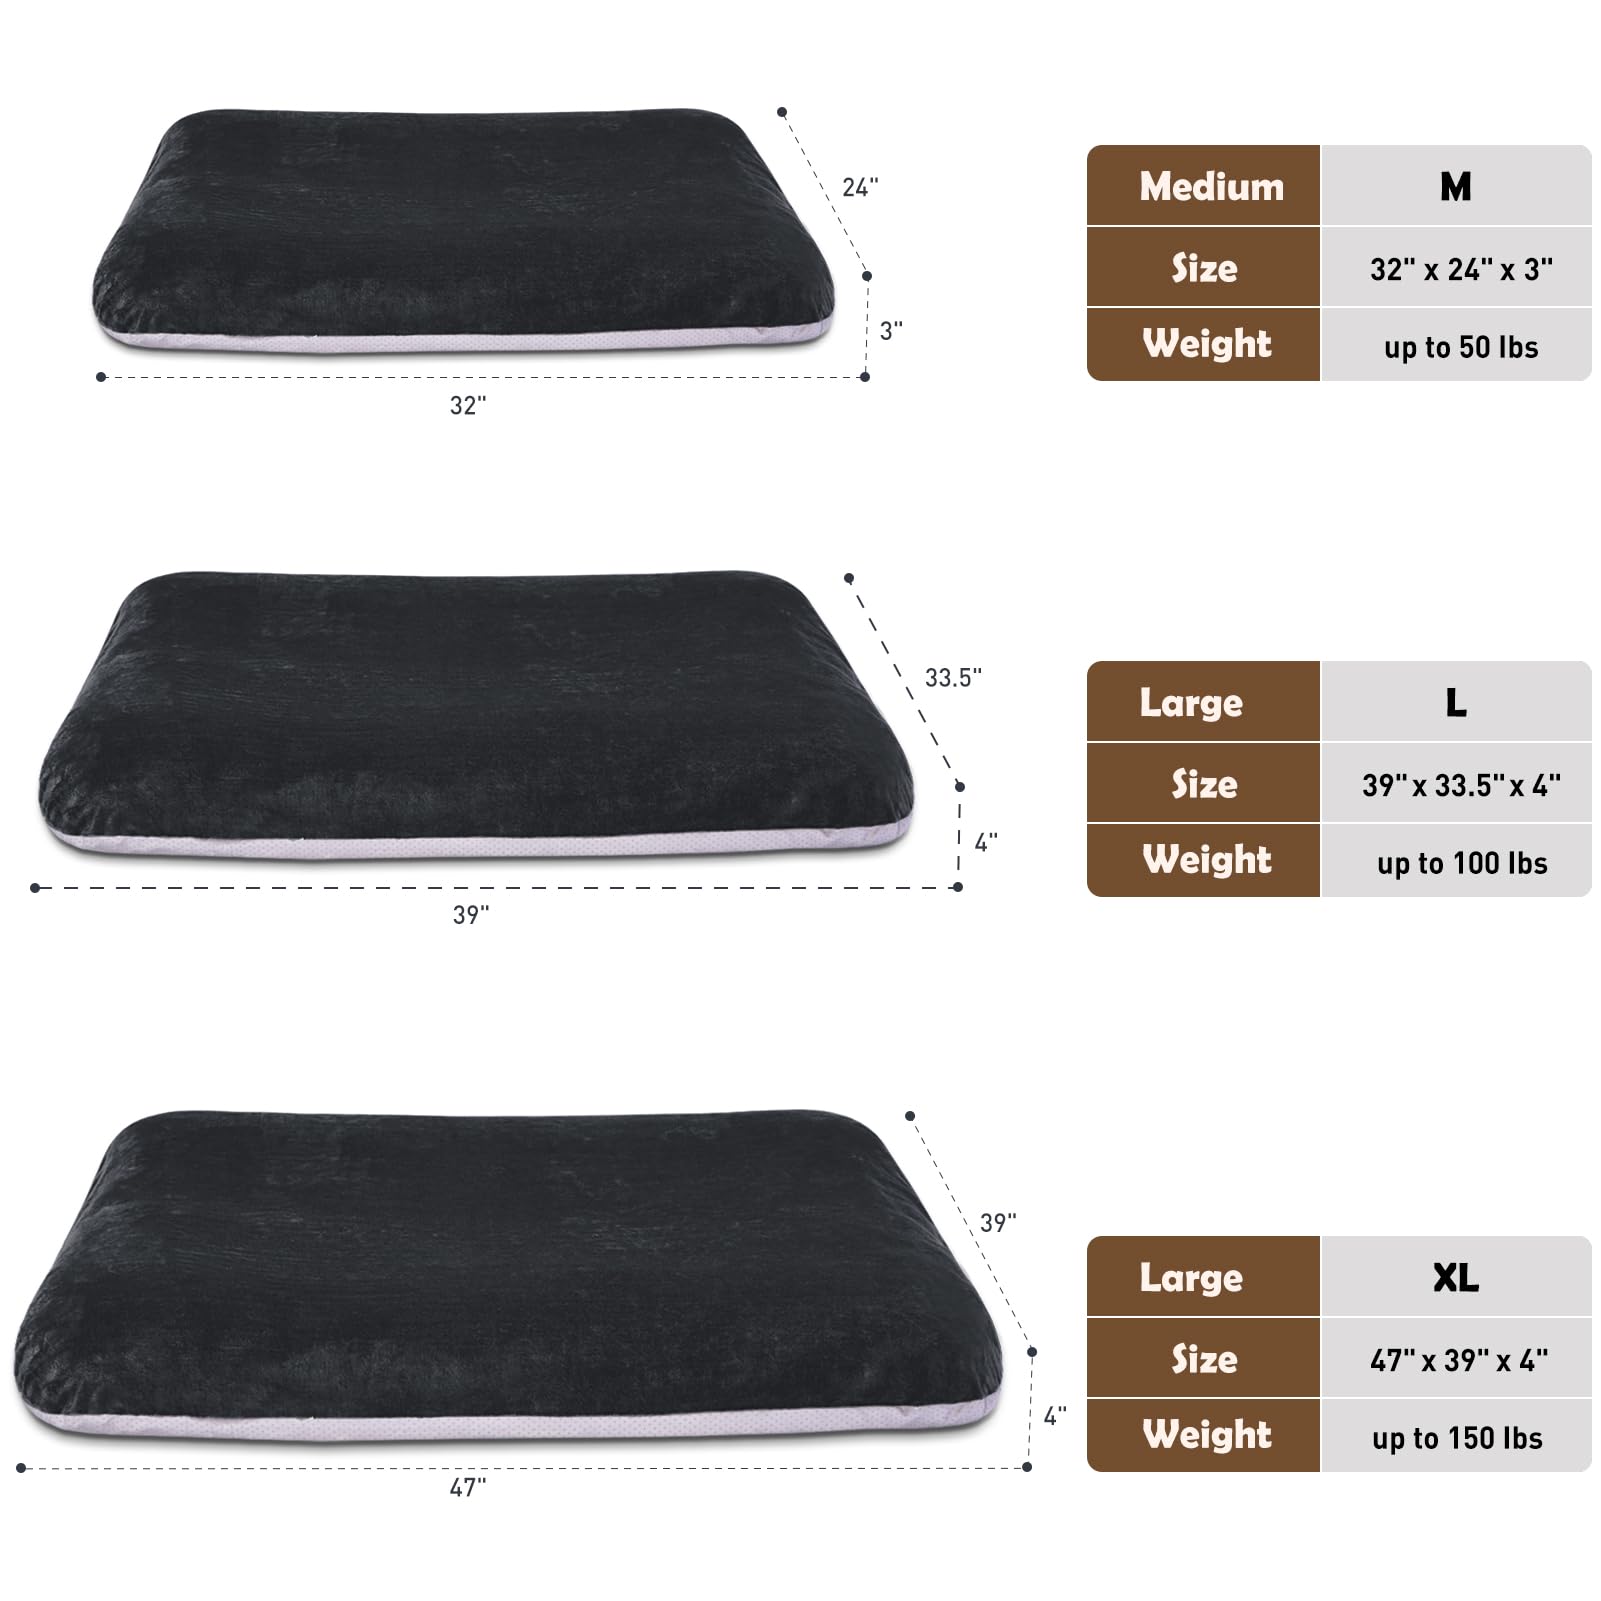 24"
3"
32"
Medium M
Size 32" x 24" x 3"
Weight up to 50 lbs
33.5"
4"
39"
Large L
Size 39" x 33.5" x 4"
Weight up to 100 lbs
39"
4"
47"
Large XL
Size 47" x 39" x 4"
Weight up to 150 lbs